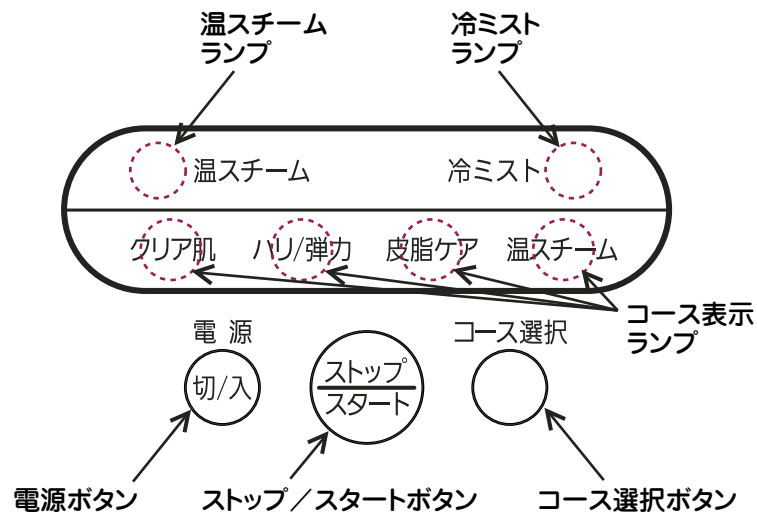 温スチーム
ランプ
冷ミスト
ランプ
温スチーム
冷ミスト
クリア肌
ハリ/弾力
皮脂ケア
温スチーム
コース表示
ランプ
電源
コース選択
切/入
ストップ
スタート
電源ボタン
ストップ/スタートボタン
コース選択ボタン